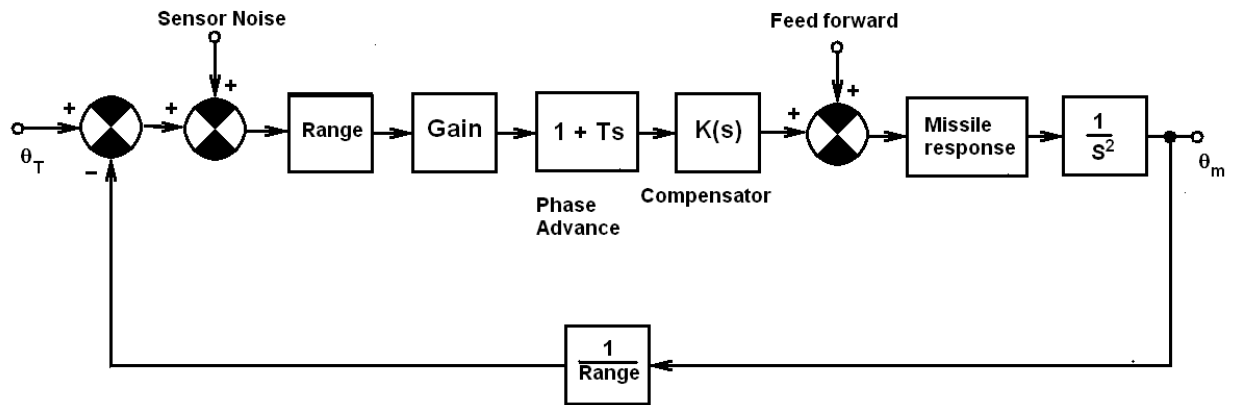 Sensor Noise
Feed forward
+
+
+
+
+
−
θT
Range
Gain
1 + Ts
K(s)
Missile
response
1
S²
θm
Phase
Advance
Compensator
1
Range